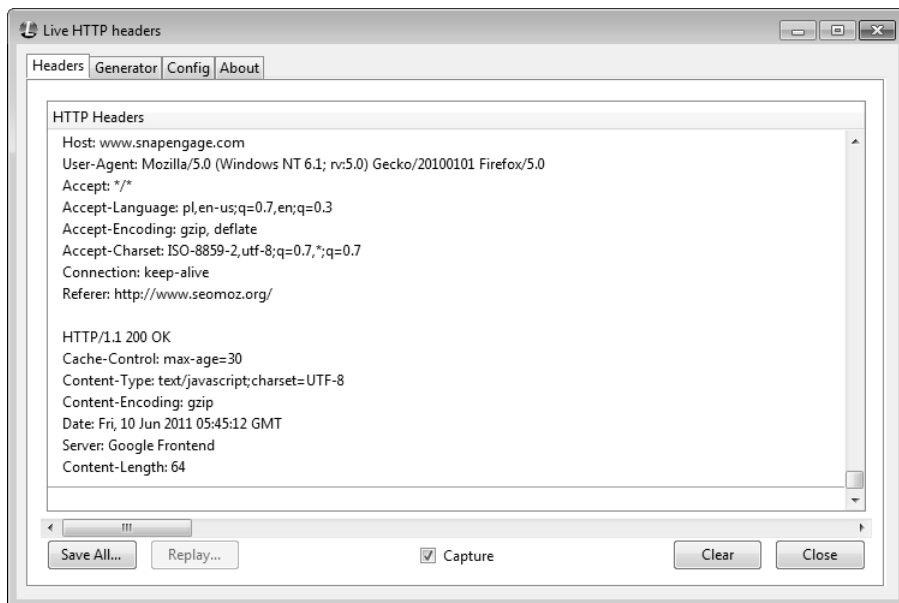 Live HTTP headers
Headers Generator Config About
HTTP Headers
Host: www.snapengage.com
User-Agent: Mozilla/5.0 (Windows NT 6.1; rv:5.0) Gecko/20100101 Firefox/5.0
Accept: */*
Accept-Language: pl,en-us;q=0.7,en;q=0.3
Accept-Encoding: gzip, deflate
Accept-Charset: ISO-8859-2,utf-8;q=0.7,*;q=0.7
Connection: keep-alive
Referer: http://www.seomoz.org/
HTTP/1.1 200 OK
Cache-Control: max-age=30
Content-Type: text/javascript;charset=UTF-8
Content-Encoding: gzip
Date: Fri, 10 Jun 2011 05:45:12 GMT
Server: Google Frontend
Content-Length: 64
Save All... Replay... Capture Clear Close